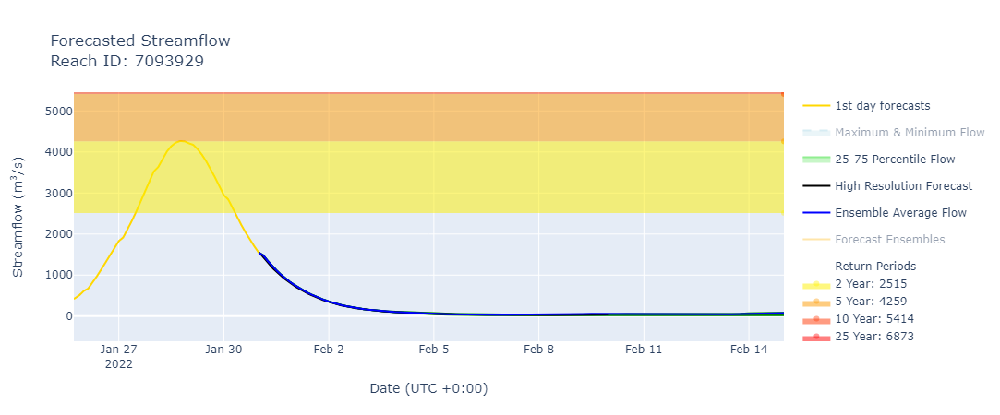 Forecasted Streamflow
Reach ID: 7093929
Streamflow (m³/s)
5000
4000
3000
2000
1000
0
Jan 27
2022
Jan 30
Feb 2
Feb 5
Feb 8
Feb 11
Feb 14
Date (UTC +0:00)
1st day forecasts
Maximum & Minimum Flow
25-75 Percentile Flow
High Resolution Forecast
Ensemble Average Flow
Forecast Ensembles
Return Periods
2 Year: 2515
5 Year: 4259
10 Year: 5414
25 Year: 6873